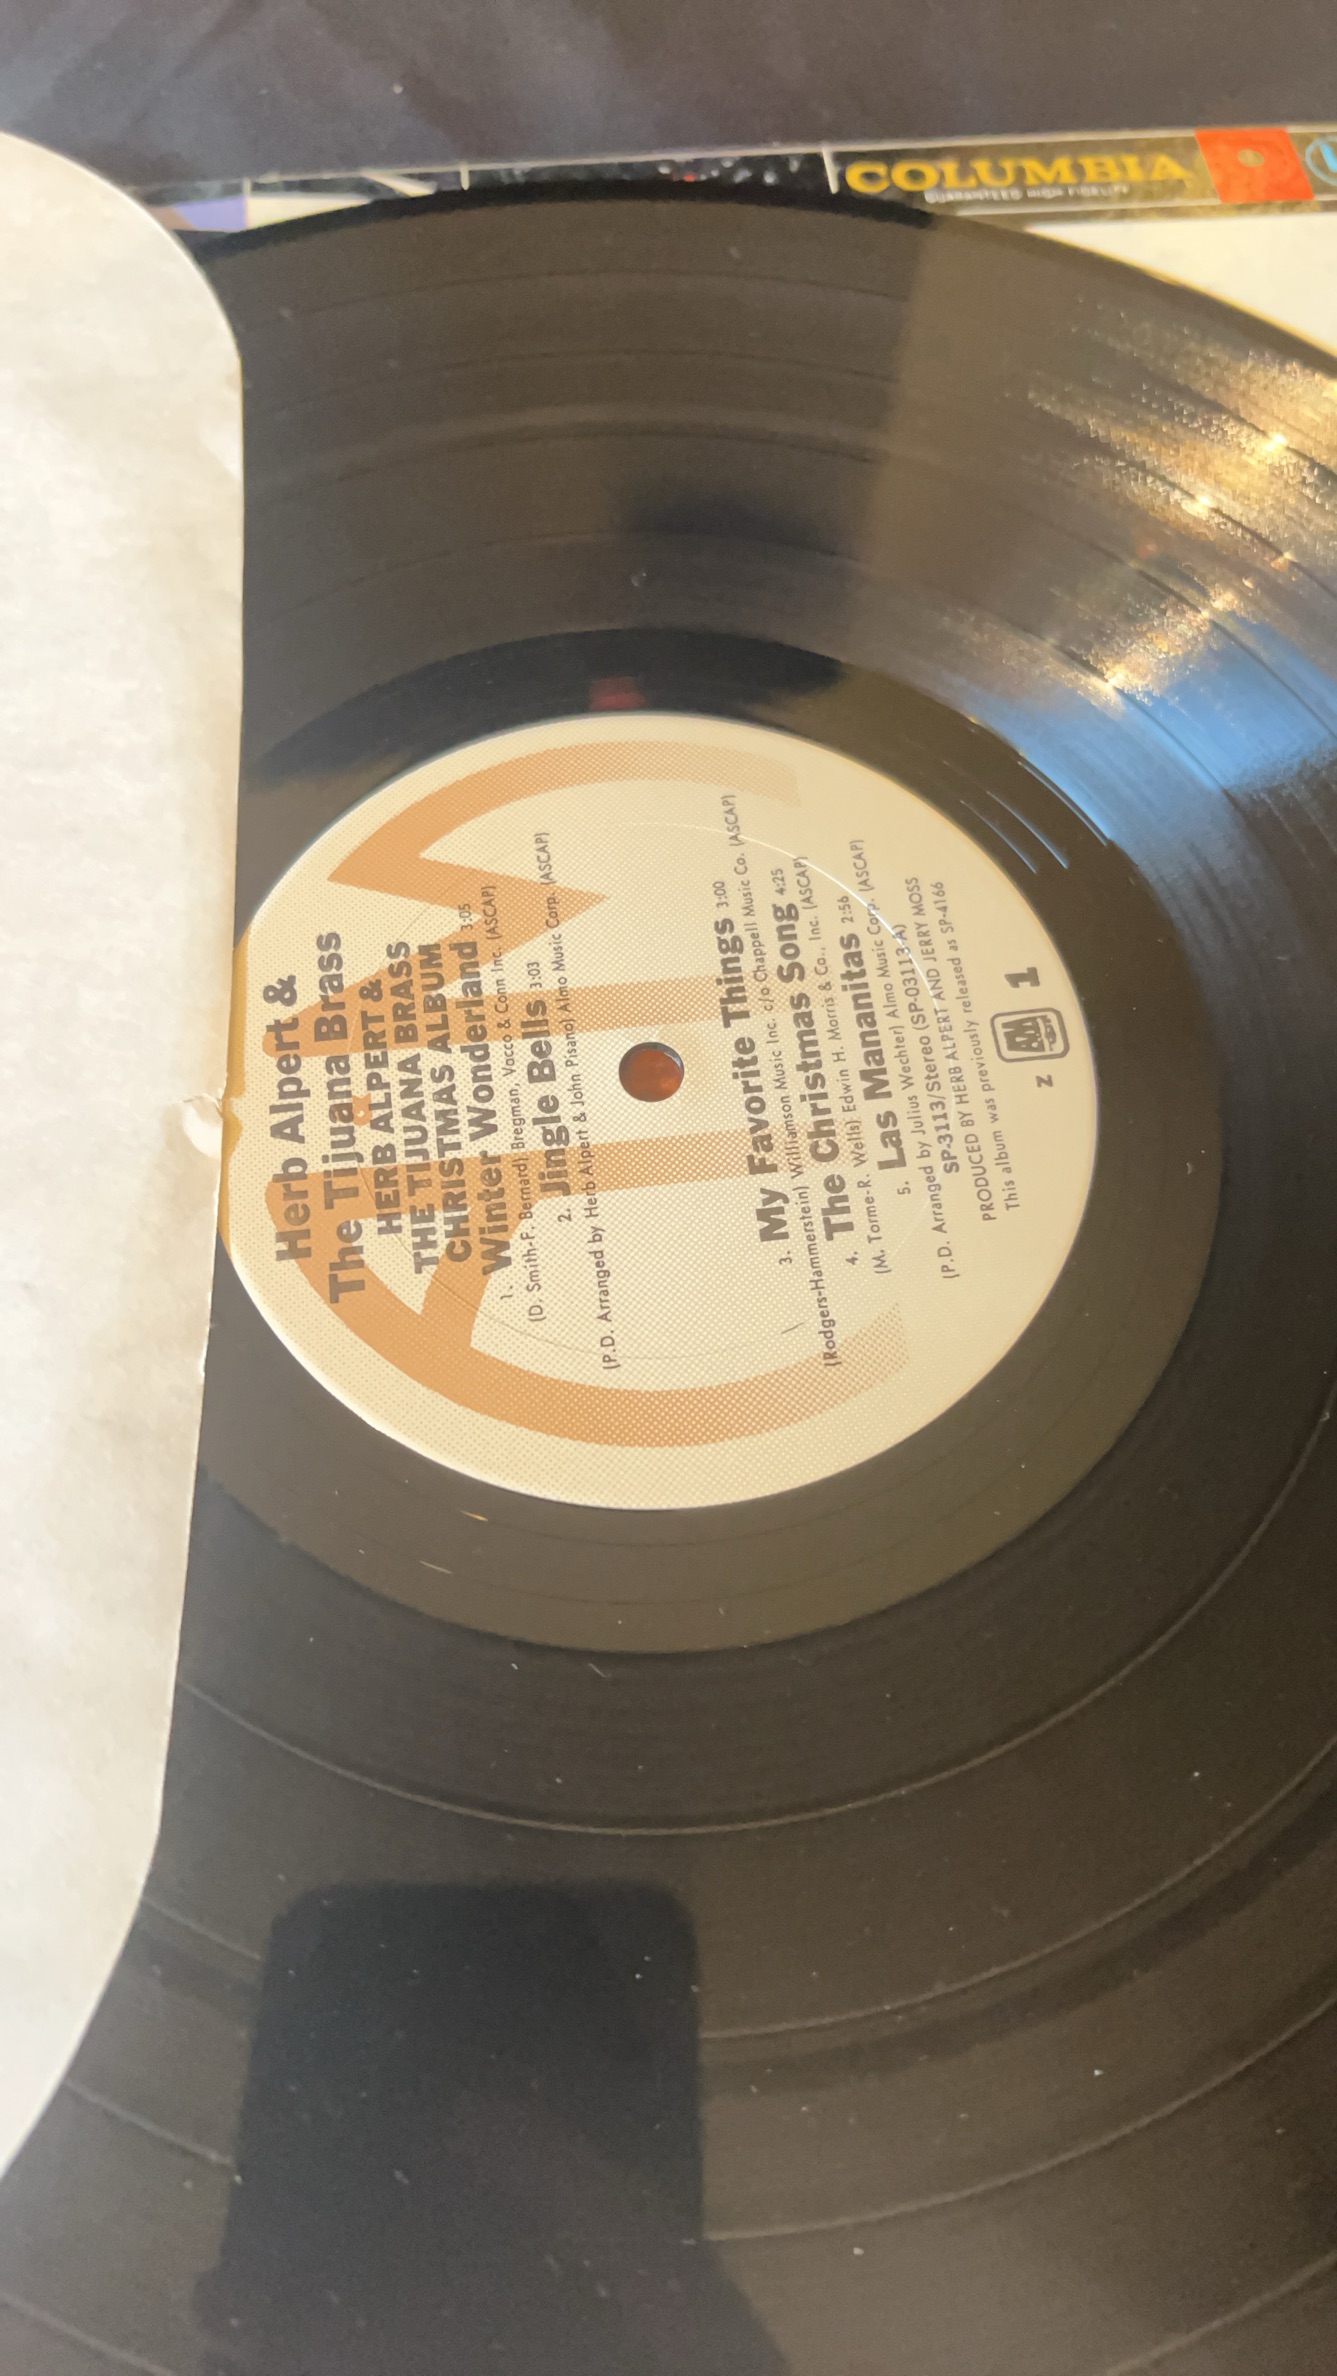 COLUMBIA
GUARANTEED HIGH FIDELITY
Herb Alpert &
The Tijuana Brass
HERB ALPERT &
THE TIJUANA BRASS
CHRISTMAS ALBUM
1. Winter Wonderland 3:05
(D. Smith-F. Bernard) Bregman, Vocco & Conn Inc. (ASCAP)
2. Jingle Bells 3:03
(P.D. Arranged by Herb Alpert & John Pisano) Almo Music Corp. (ASCAP)
3. My Favorite Things 3:00
(Rodgers-Hammerstein) Williamson Music Inc. c/o Chappell Music Co. (ASCAP)
4. The Christmas Song 4:25
(M. Torme-R. Wells) Edwin H. Morris & Co., Inc. (ASCAP)
5. Las Mananitas 2:56
(P.D. Arranged by Julius Wechter) Almo Music Corp. (ASCAP)
SP-3113/Stereo (SP-03113-A)
PRODUCED BY HERB ALPERT AND JERRY MOSS
This album was previously released as SP-4166
Z A&M 1